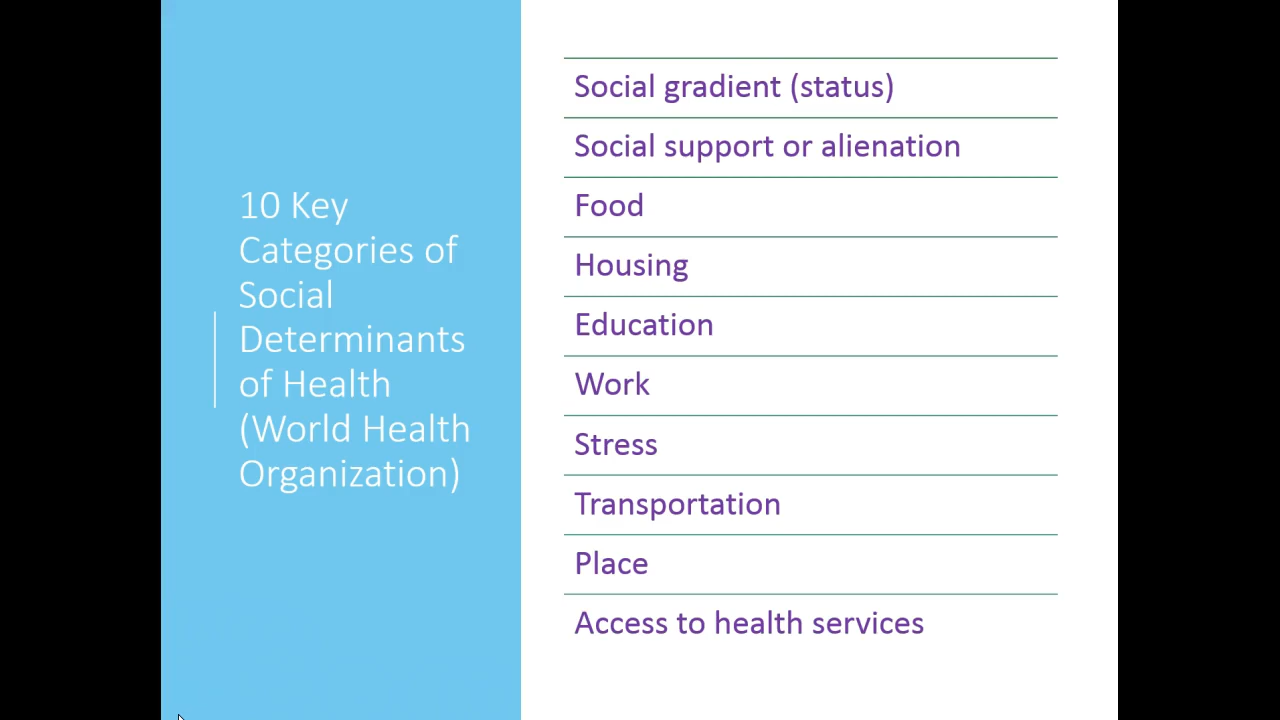 10 Key
Categories of
Social
Determinants
of Health
(World Health
Organization)
Social gradient (status)
Social support or alienation
Food
Housing
Education
Work
Stress
Transportation
Place
Access to health services